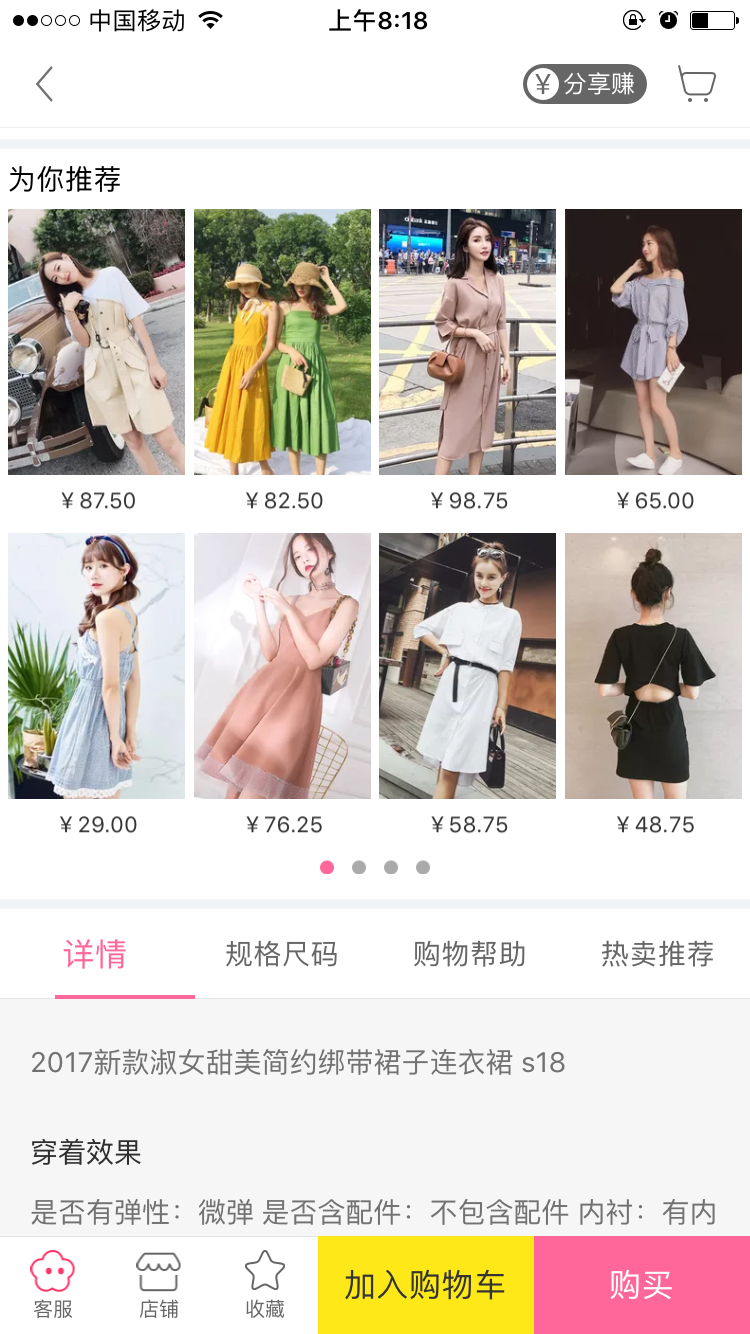 中国移动 上午8:18
¥ 分享赚
为你推荐
¥ 87.50 ¥ 82.50 ¥ 98.75 ¥ 65.00
¥ 29.00 ¥ 76.25 ¥ 58.75 ¥ 48.75
详情 规格尺码 购物帮助 热卖推荐
2017新款淑女甜美简约绑带裙子连衣裙 s18
穿着效果
是否有弹性：微弹 是否含配件：不包含配件 内衬：有内
客服 店铺 收藏 加入购物车 购买